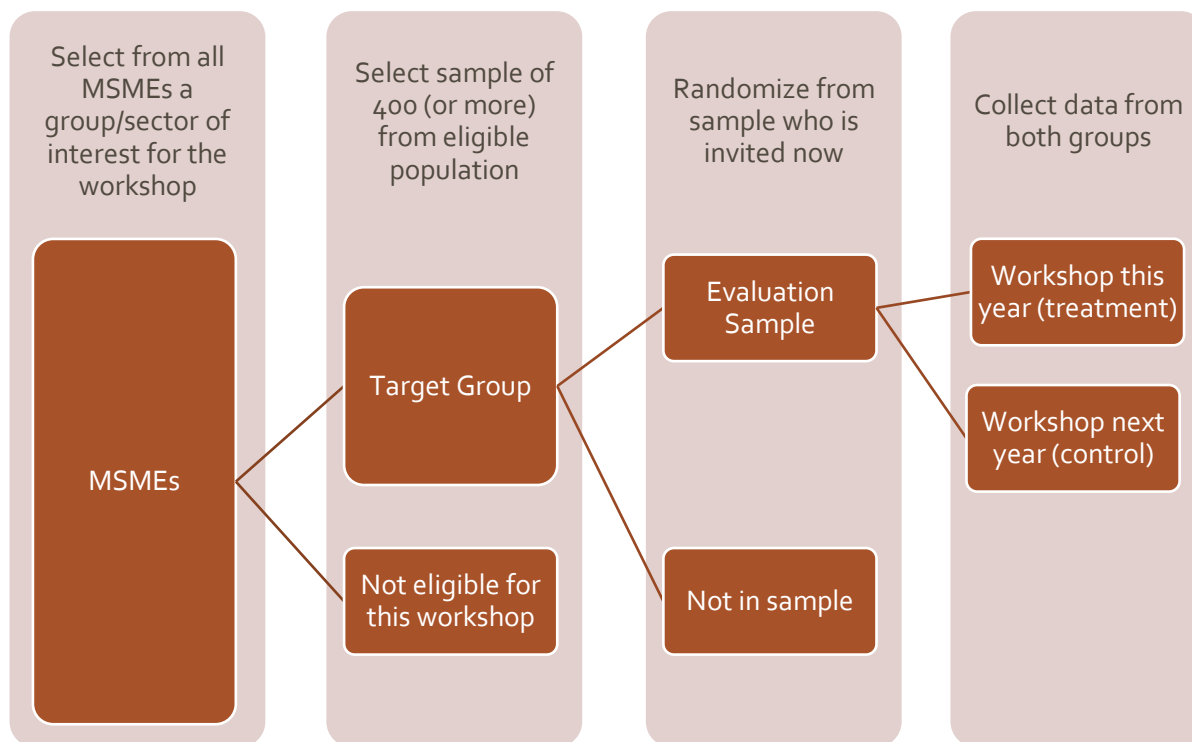 Select from all
MSMEs a
group/sector of
interest for the
workshop
MSMEs
Select sample of
400 (or more)
from eligible
population
Target Group
Not eligible for
this workshop
Randomize from
sample who is
invited now
Evaluation
Sample
Not in sample
Collect data from
both groups
Workshop this
year (treatment)
Workshop next
year (control)